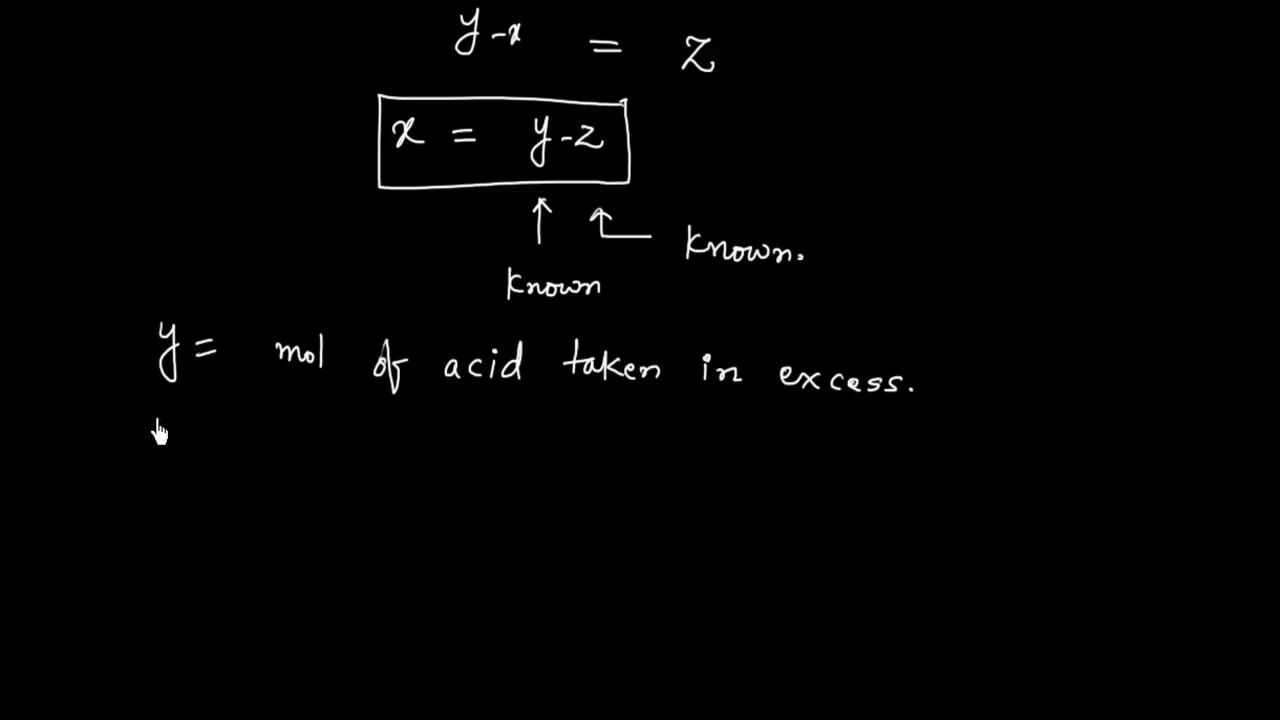 y-x = z
x = y-z
known.
known
y= mol of acid taken in excess.